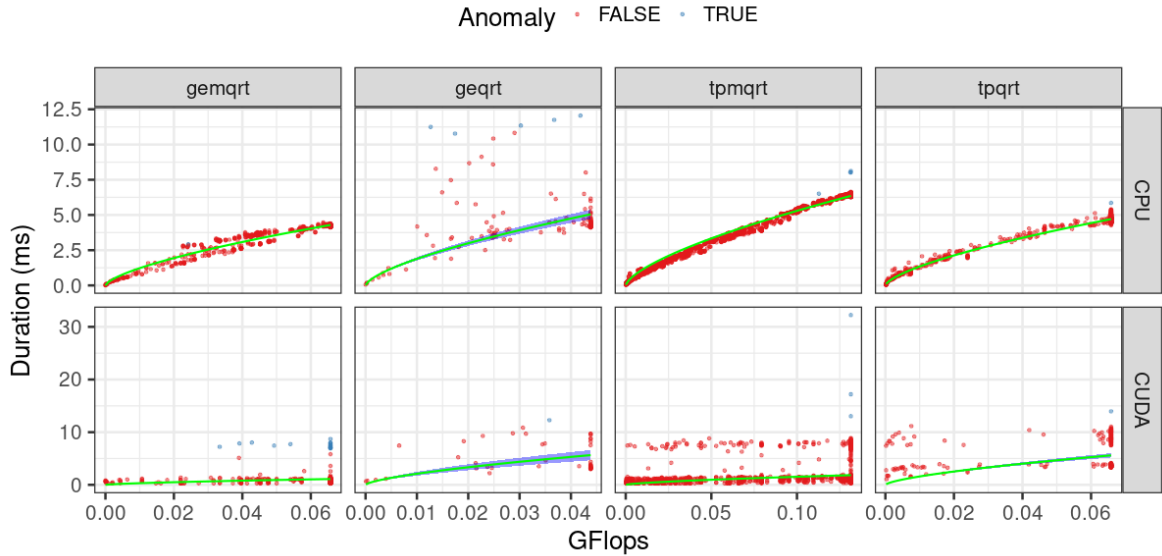 Anomaly FALSE TRUE
gemqrt geqrt tpmqrt tpqrt
12.5
10.0
7.5
5.0
2.5
0.0
CPU
30
20
10
0
CUDA
Duration (ms)
0.00 0.02 0.04 0.06 0.00 0.01 0.02 0.03 0.04 0.00 0.05 0.10 0.00 0.02 0.04 0.06
GFlops